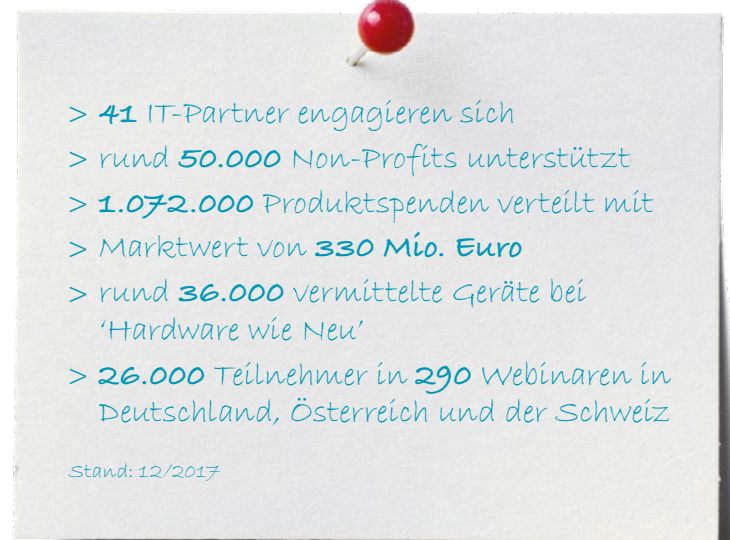 > 41 IT-Partner engagieren sich
> rund 50.000 Non-Profits unterstützt
> 1.072.000 Produktspenden verteilt mit
> Marktwert von 330 Mio. Euro
> rund 36.000 vermittelte Geräte bei
‘Hardware wie Neu’
> 26.000 Teilnehmer in 290 Webinaren in
Deutschland, Österreich und der Schweiz
Stand: 12/2017